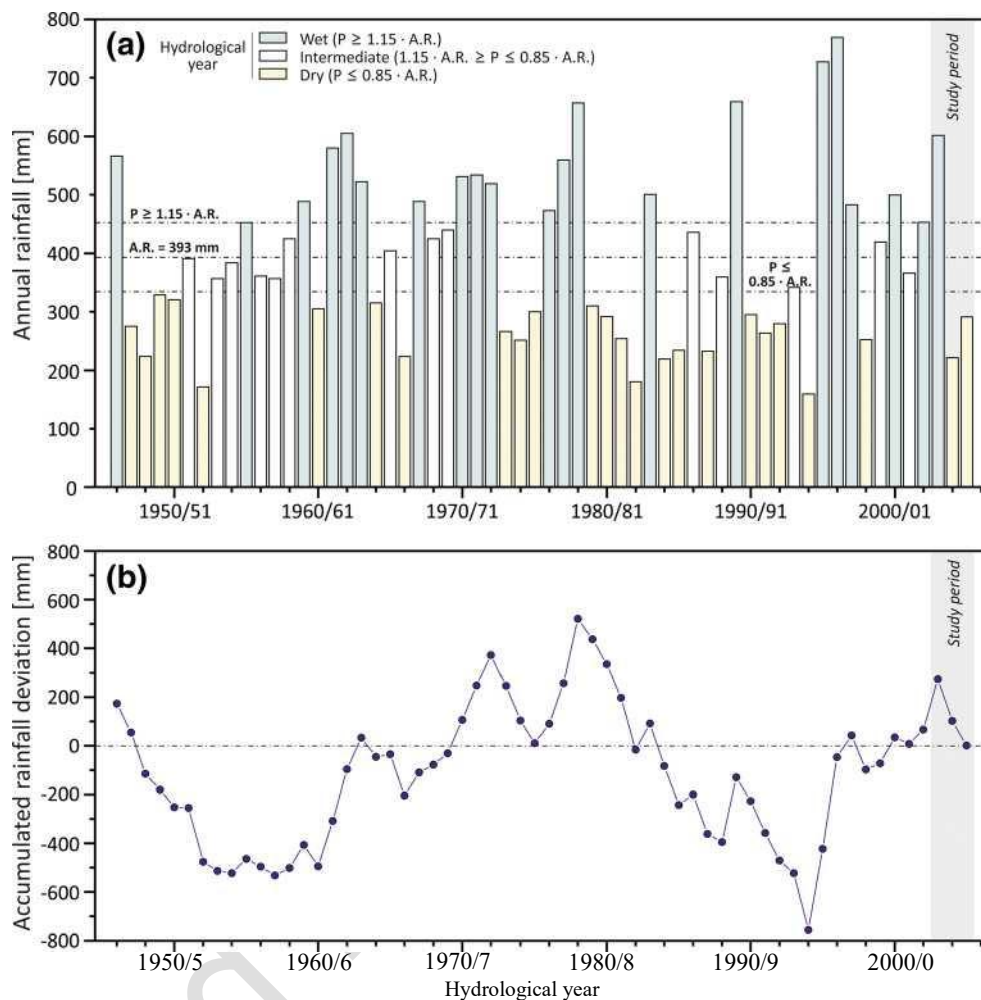 (a)
Hydrological
year
Wet (P ≥ 1.15 · A.R.)
Intermediate (1.15 · A.R. ≥ P ≤ 0.85 · A.R.)
Dry (P ≤ 0.85 · A.R.)
Study period
Annual rainfall [mm]
800
700
600
500
400
300
200
100
0
P ≥ 1.15 · A.R.
A.R. = 393 mm
P ≤
0.85 · A.R.
1950/51 1960/61 1970/71 1980/81 1990/91 2000/01
(b)
Study period
Accumulated rainfall deviation [mm]
800
600
400
200
0
-200
-400
-600
-800
1950/5 1960/6 1970/7 1980/8 1990/9 2000/0
Hydrological year